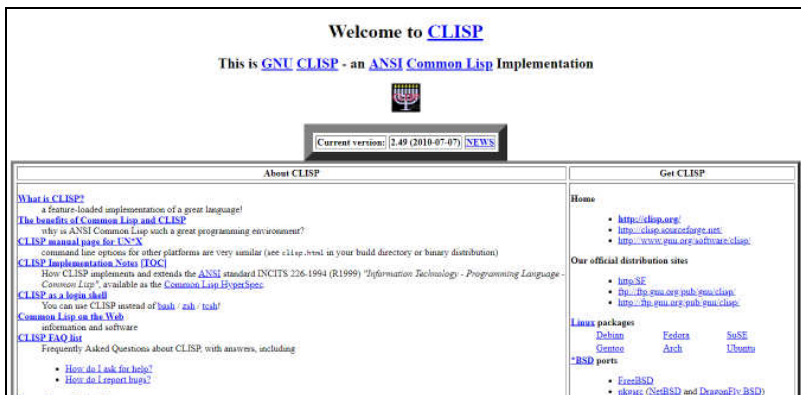 Welcome to CLISP
This is GNU CLISP - an ANSI Common Lisp Implementation
Current version: 2.49 (2010-07-07) NEWS
About CLISP
What is CLISP?
a feature-loaded implementation of a great language!
The benefits of Common Lisp and CLISP
why is ANSI Common Lisp such a great programming environment?
CLISP manual page for UN*X
command line options for other platforms are very similar (see clisp.html in your build directory or binary distribution)
CLISP Implementation Notes [TOC]
How CLISP implements and extends the ANSI standard INCITS 226-1994 (R1999) "Information Technology - Programming Language -
Common Lisp", available as the Common Lisp HyperSpec.
CLISP as a login shell
You can use CLISP instead of bash / zsh / tcsh!
Common Lisp on the Web
information and software
CLISP FAQ list
Frequently Asked Questions about CLISP, with answers, including
How do I ask for help?
How do I report bugs?
Get CLISP
Home
http://clisp.org/
http://clisp.sourceforge.net/
http://www.gnu.org/software/clisp/
Our official distribution sites
http/SF
ftp://ftp.gnu.org/pub/gnu/clisp/
http://ftp.gnu.org/pub/gnu/clisp/
Linux packages
Debian Fedora SuSE
Gentoo Arch Ubuntu
*BSD ports
FreeBSD
pkgsrc (NetBSD and DragonFly BSD)